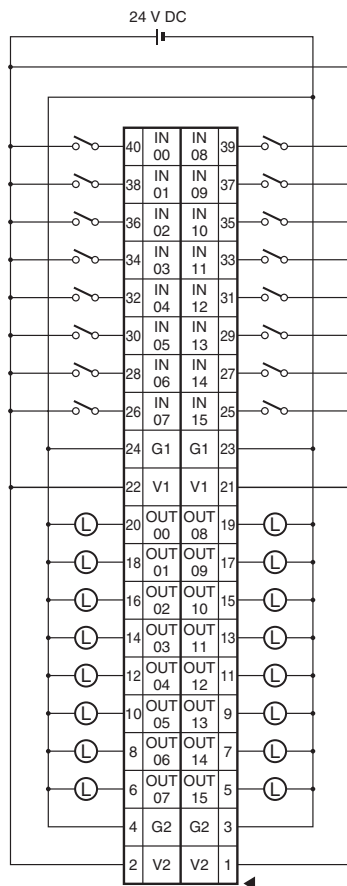 24 V DC
40 IN 00 IN 08 39
38 IN 01 IN 09 37
36 IN 02 IN 10 35
34 IN 03 IN 11 33
32 IN 04 IN 12 31
30 IN 05 IN 13 29
28 IN 06 IN 14 27
26 IN 07 IN 15 25
24 G1 G1 23
22 V1 V1 21
L 20 OUT 00 OUT 08 19 L
L 18 OUT 01 OUT 09 17 L
L 16 OUT 02 OUT 10 15 L
L 14 OUT 03 OUT 11 13 L
L 12 OUT 04 OUT 12 11 L
L 10 OUT 05 OUT 13 9 L
L 8 OUT 06 OUT 14 7 L
L 6 OUT 07 OUT 15 5 L
4 G2 G2 3
2 V2 V2 1